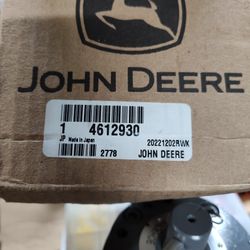 JOHN DEERE
1 4612930
JP Made in Japan 20221202RWK
2778 JOHN DEERE